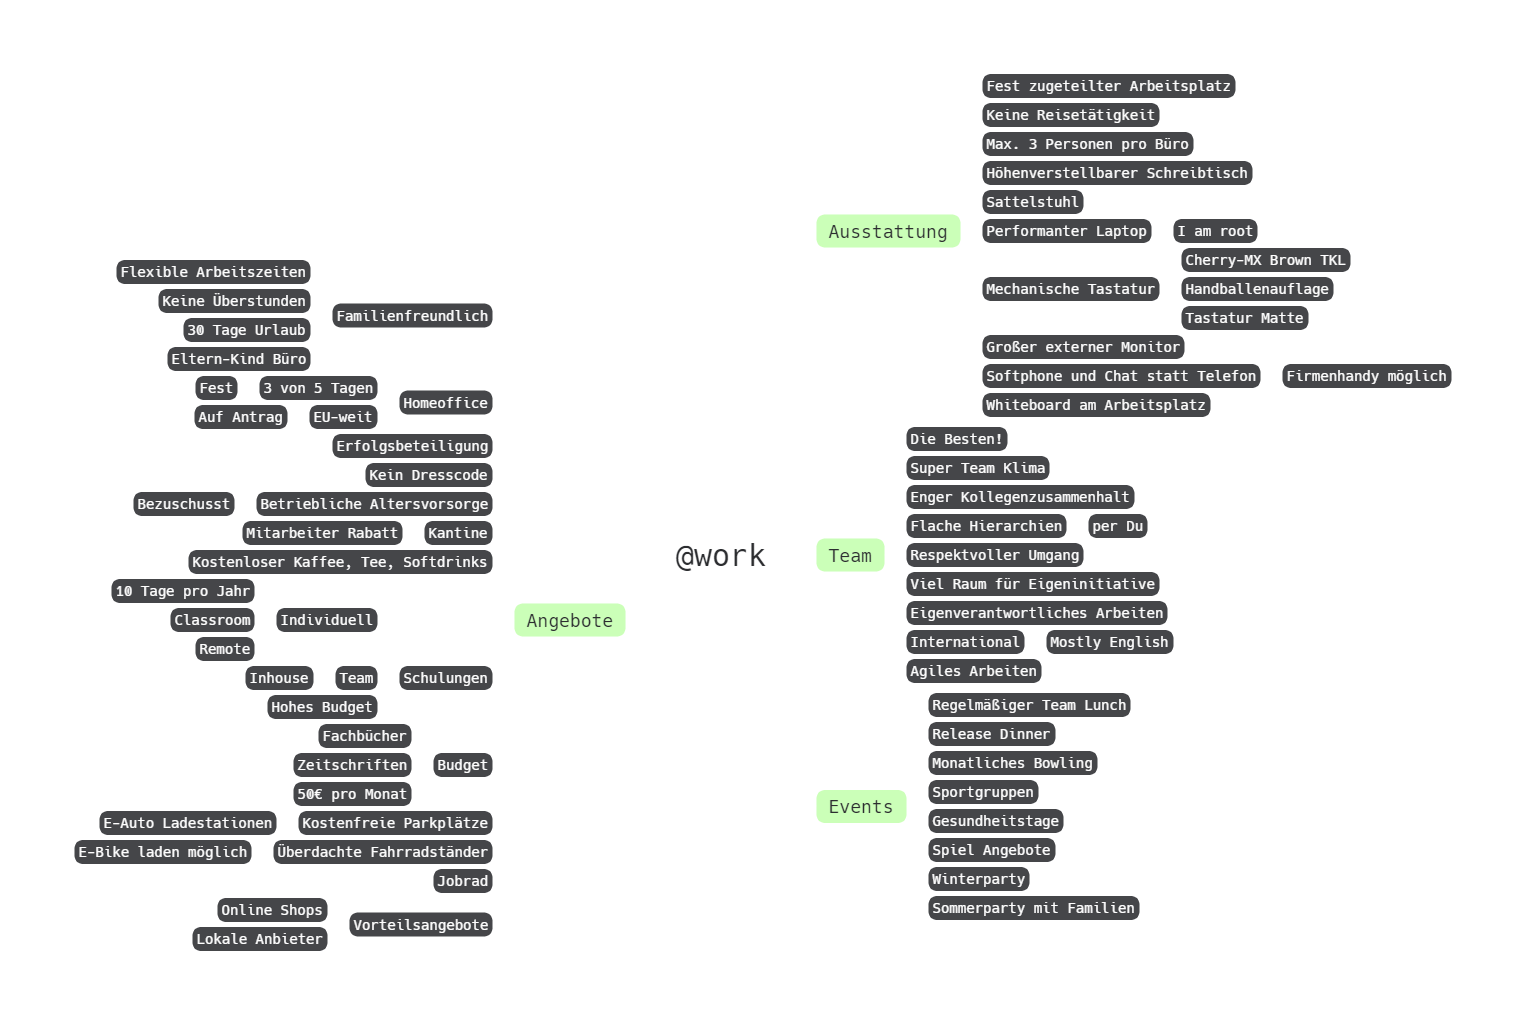 @work
Ausstattung
Fest zugeteilter Arbeitsplatz
Keine Reisetätigkeit
Max. 3 Personen pro Büro
Höhenverstellbarer Schreibtisch
Sattelstuhl
Performanter Laptop
I am root
Mechanische Tastatur
Cherry-MX Brown TKL
Handballenauflage
Tastatur Matte
Großer externer Monitor
Softphone und Chat statt Telefon
Firmenhandy möglich
Whiteboard am Arbeitsplatz
Team
Die Besten!
Super Team Klima
Enger Kollegenzusammenhalt
Flache Hierarchien
per Du
Respektvoller Umgang
Viel Raum für Eigeninitiative
Eigenverantwortliches Arbeiten
International
Mostly English
Agiles Arbeiten
Events
Regelmäßiger Team Lunch
Release Dinner
Monatliches Bowling
Sportgruppen
Gesundheitstage
Spiel Angebote
Winterparty
Sommerparty mit Familien
Angebote
Familienfreundlich
Flexible Arbeitszeiten
Keine Überstunden
30 Tage Urlaub
Eltern-Kind Büro
Homeoffice
3 von 5 Tagen
Fest
EU-weit
Auf Antrag
Erfolgsbeteiligung
Kein Dresscode
Betriebliche Altersvorsorge
Bezuschusst
Kantine
Mitarbeiter Rabatt
Kostenloser Kaffee, Tee, Softdrinks
Schulungen
Individuell
10 Tage pro Jahr
Classroom
Remote
Team
Inhouse
Hohes Budget
Budget
Fachbücher
Zeitschriften
50€ pro Monat
Kostenfreie Parkplätze
E-Auto Ladestationen
Überdachte Fahrradständer
E-Bike laden möglich
Jobrad
Vorteilsangebote
Online Shops
Lokale Anbieter